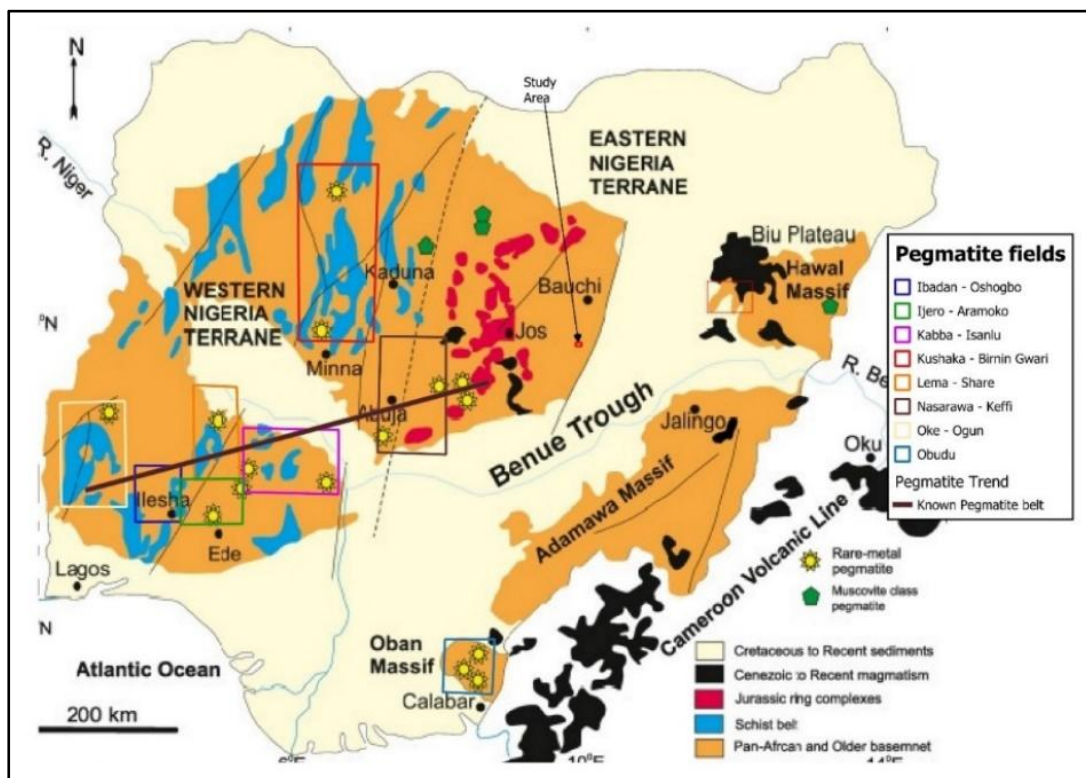 N
Study
Area
EASTERN
NIGERIA
TERRANE
R. Niger
Biu Plateau
Hawal
Massif
Kaduna
Bauchi
WESTERN
NIGERIA
TERRANE
°N
Jos
Minna
Abuja
R. Be
Benue Trough
Jalingo
Oku
Ilesha
Ede
Adamawa Massif
Lagos
Cameroon Volcanic Line
°N
Oban
Massif
Atlantic Ocean
Calabar
200 km
6°E
10°E
14°E
Pegmatite fields
Ibadan - Oshogbo
Ijero - Aramoko
Kabba - Isanlu
Kushaka - Birnin Gwari
Lema - Share
Nasarawa - Keffi
Oke - Ogun
Obudu
Pegmatite Trend
Known Pegmatite belt
Rare-metal
pegmatite
Muscovite class
pegmatite
Cretaceous to Recent sediments
Cenezoic to Recent magmatism
Jurassic ring complexes
Schist belt
Pan-Afrcan and Older basemnet